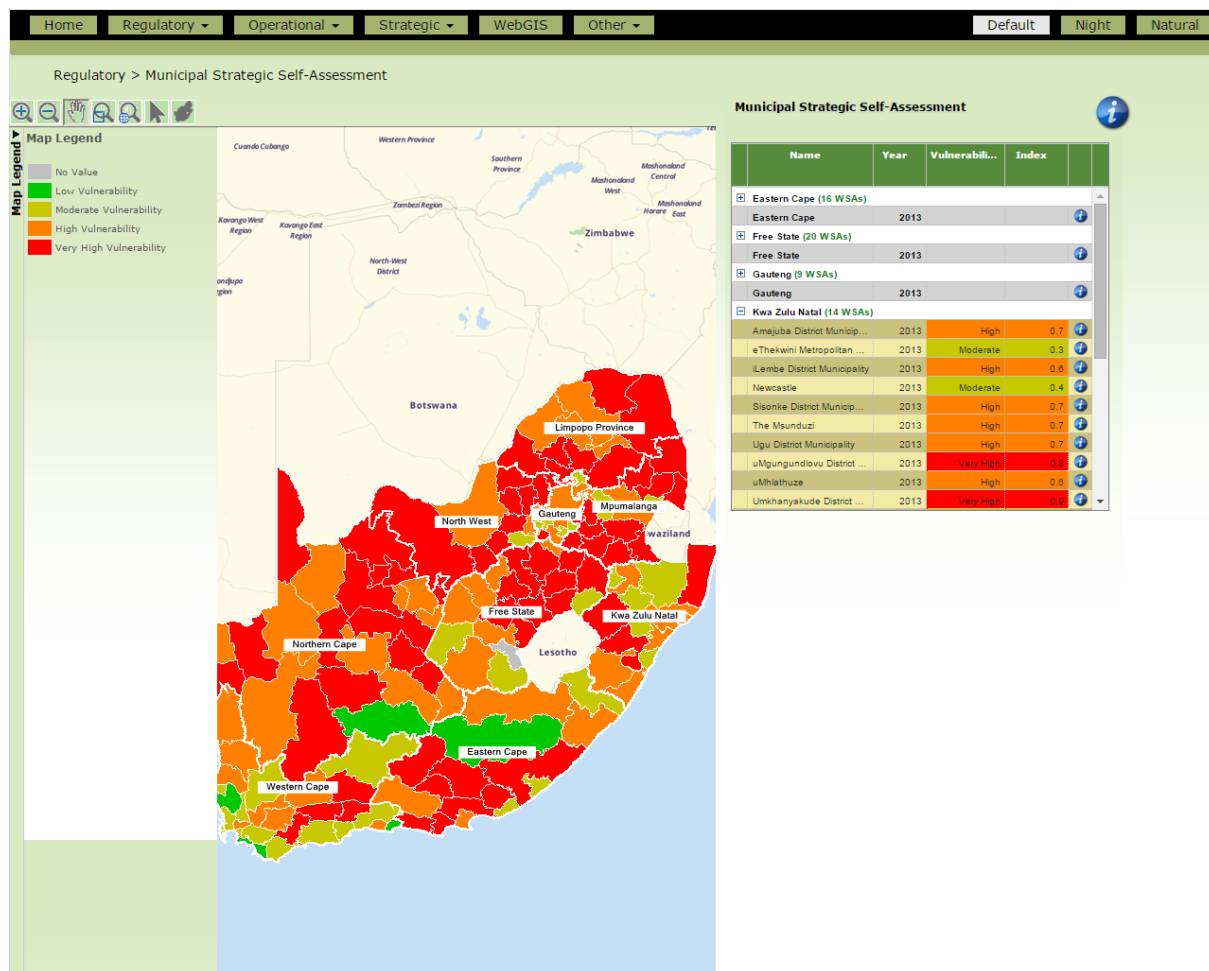 Home Regulatory Operational Strategic WebGIS Other Default Night Natural
Regulatory > Municipal Strategic Self-Assessment
Map Legend
Map Legend
No Value
Low Vulnerability
Moderate Vulnerability
High Vulnerability
Very High Vulnerability
Cuando Cubango
Western Province
Southern
Province
Mashonaland
Central
Mashonaland
West
Mashonaland
East
Harare
Zambezi Region
Kavango West
Region
Kavango East
Region
Zimbabwe
North-West
District
Botswana
Limpopo Province
Mpumalanga
Gauteng
North West
waziland
Free State
Kwa Zulu Natal
Northern Cape
Lesotho
Eastern Cape
Western Cape
Municipal Strategic Self-Assessment
Name Year Vulnerabili... Index
Eastern Cape (16 WSAs)
Eastern Cape 2013
Free State (20 WSAs)
Free State 2013
Gauteng (9 WSAs)
Gauteng 2013
Kwa Zulu Natal (14 WSAs)
Amajuba District Municip... 2013 High 0.7
eThekwini Metropolitan ... 2013 Moderate 0.3
iLembe District Municipality 2013 High 0.6
Newcastle 2013 Moderate 0.4
Sisonke District Municip... 2013 High 0.7
The Msunduzi 2013 High 0.7
Ugu District Municipality 2013 High 0.7
uMgungundlovu District ... 2013 Very High
uMhlathuze 2013 High 0.6
Umkhanyakude District ... 2013 Very High 0.9